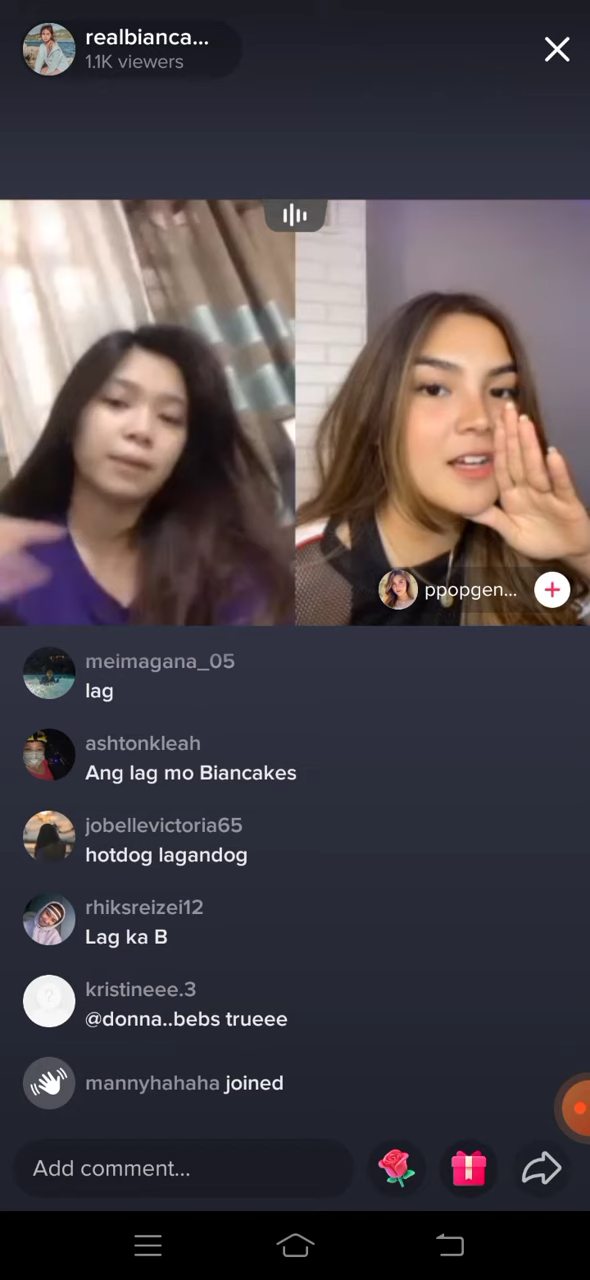 realbianca...
1.1K viewers
ppopgen...
meimagana_05
lag
ashtonkleah
Ang lag mo Biancakes
jobellevictoria65
hotdog lagandog
rhiksreizei12
Lag ka B
kristineee.3
@donna..bebs trueee
mannyhahaha joined
Add comment...